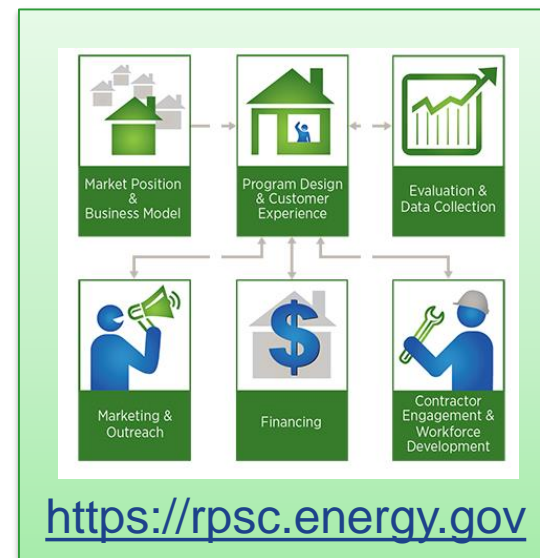 Market Position
&
Business Model
Program Design
& Customer
Experience
Evaluation &
Data Collection
Marketing &
Outreach
$
Financing
Contractor
Engagement &
Workforce
Development
https://rpsc.energy.gov